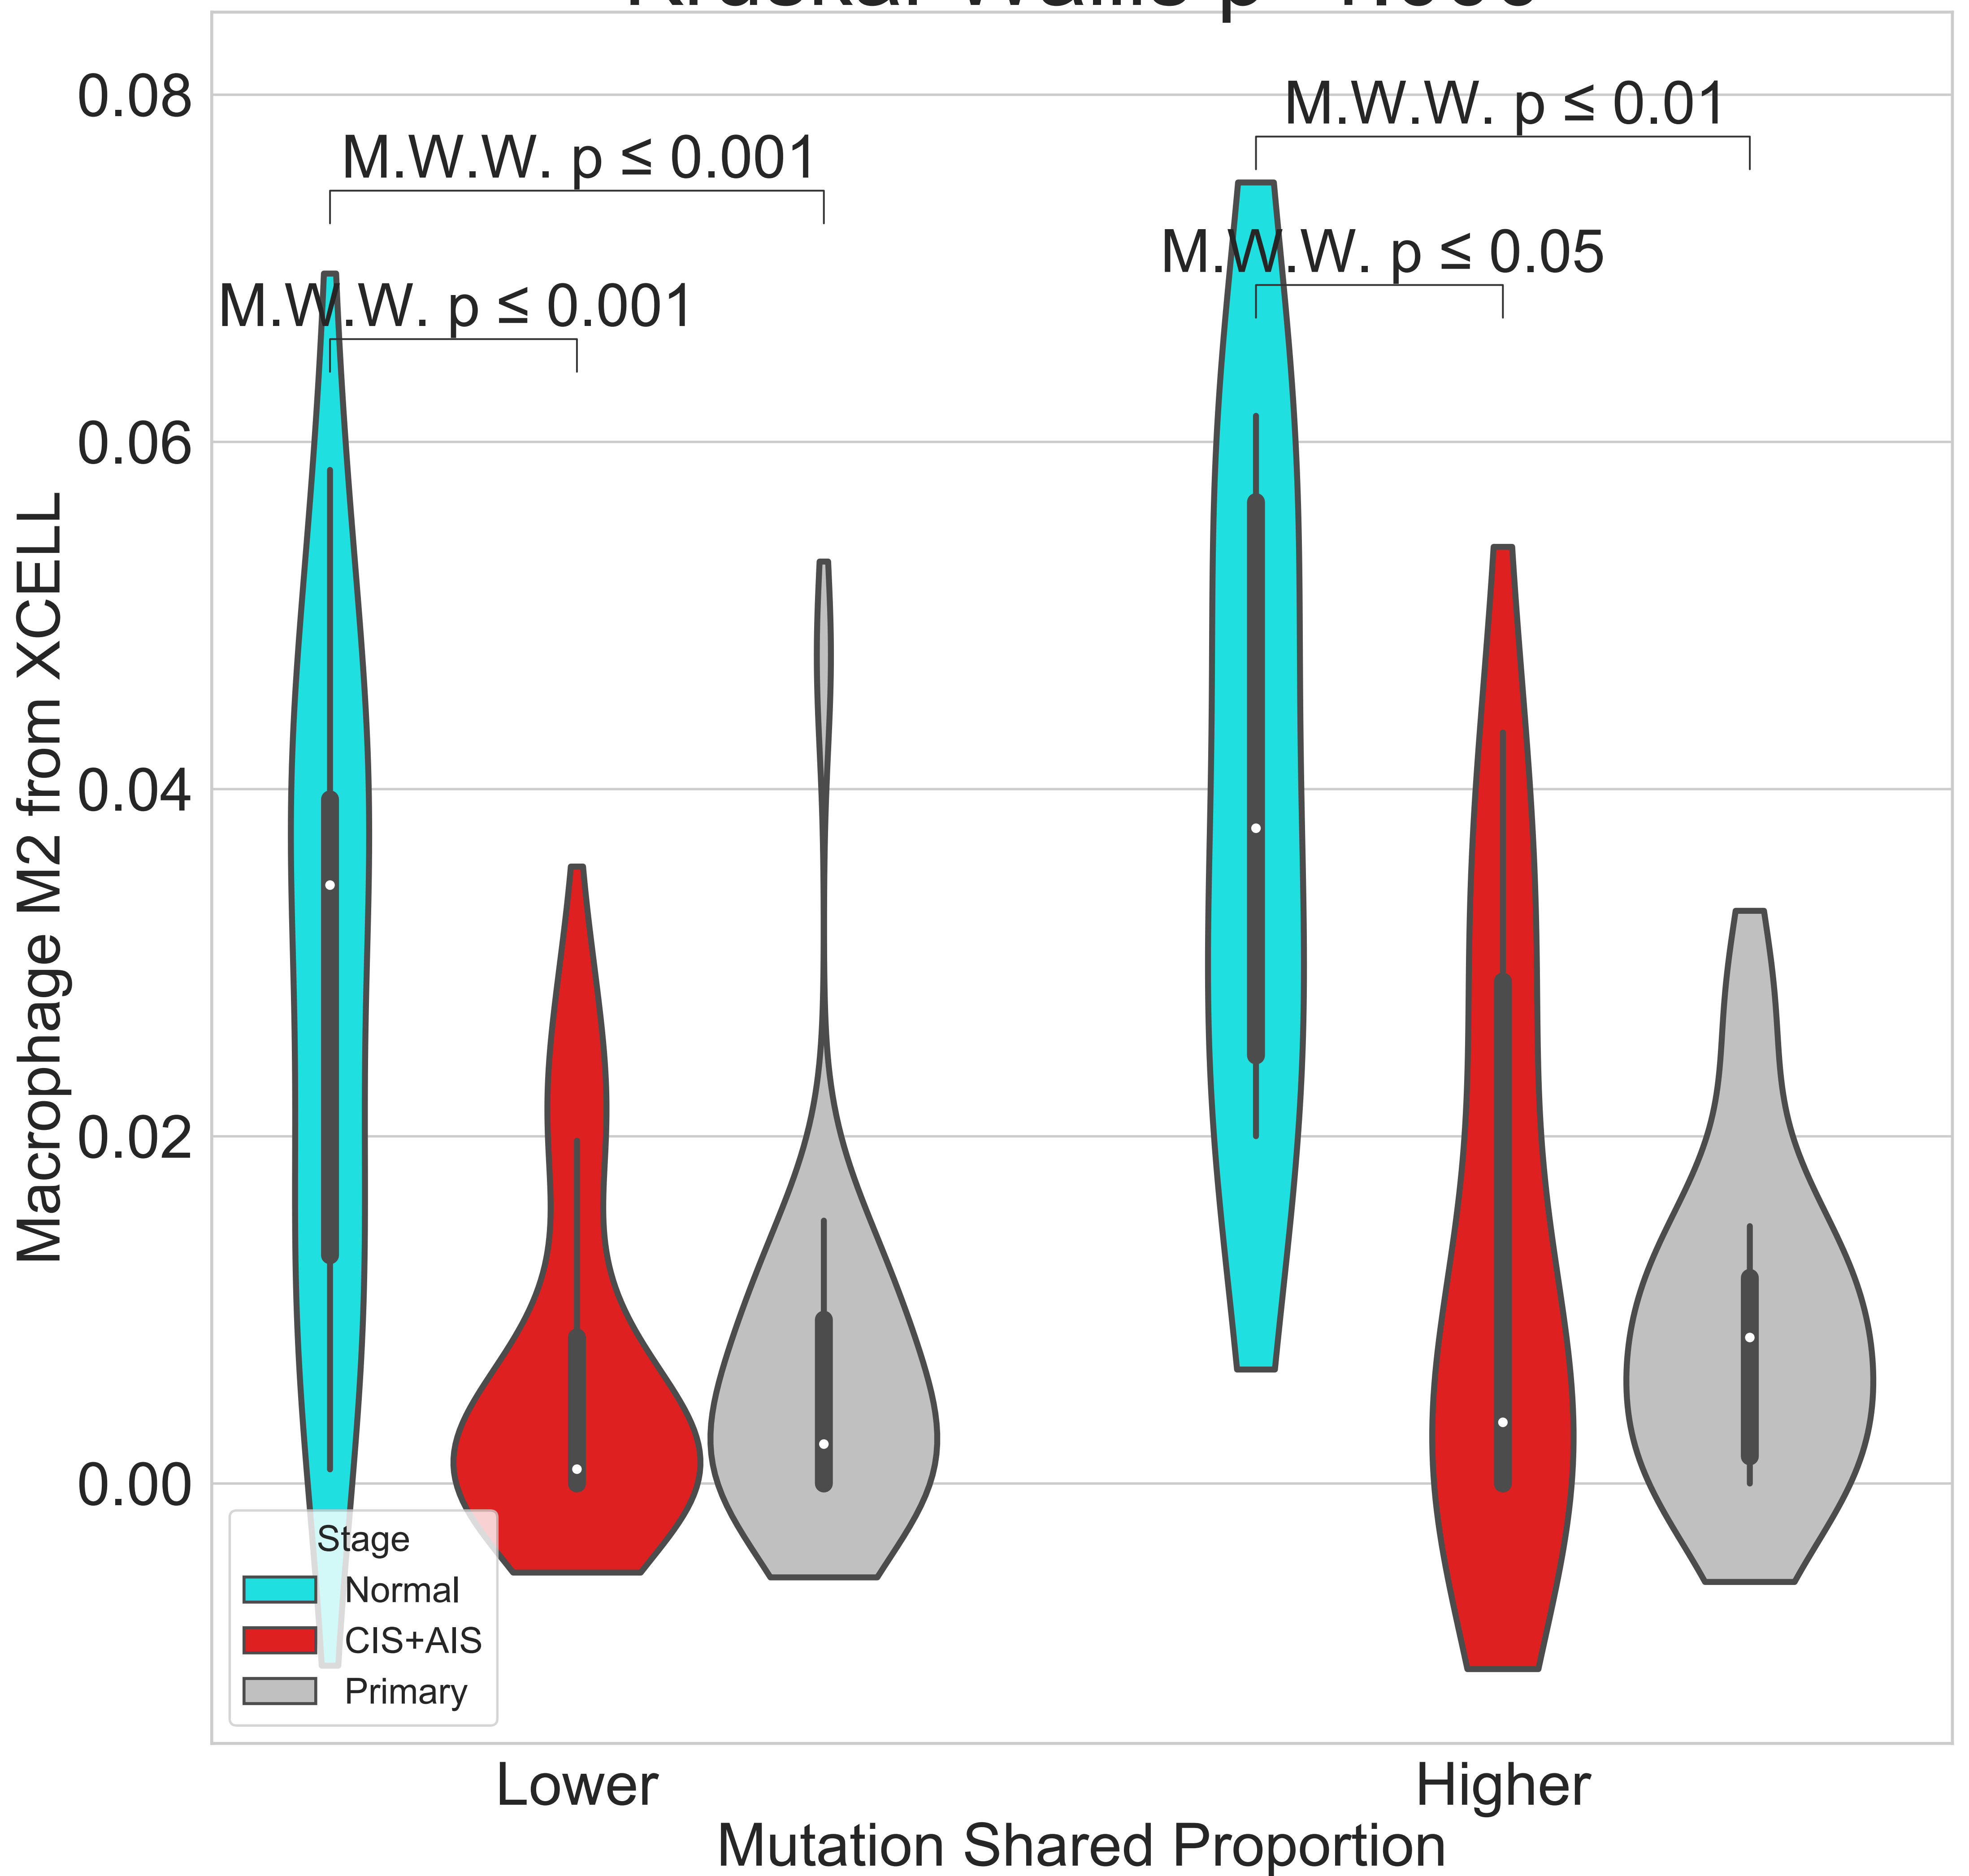 0.08
0.06
0.04
0.02
0.00
Macrophage M2 from XCELL
M.W.W. p ≤ 0.01
M.W.W. p ≤ 0.001
M.W.W. p ≤ 0.05
M.W.W. p ≤ 0.001
Stage
Normal
CIS+AIS
Primary
Lower
Higher
Mutation Shared Proportion